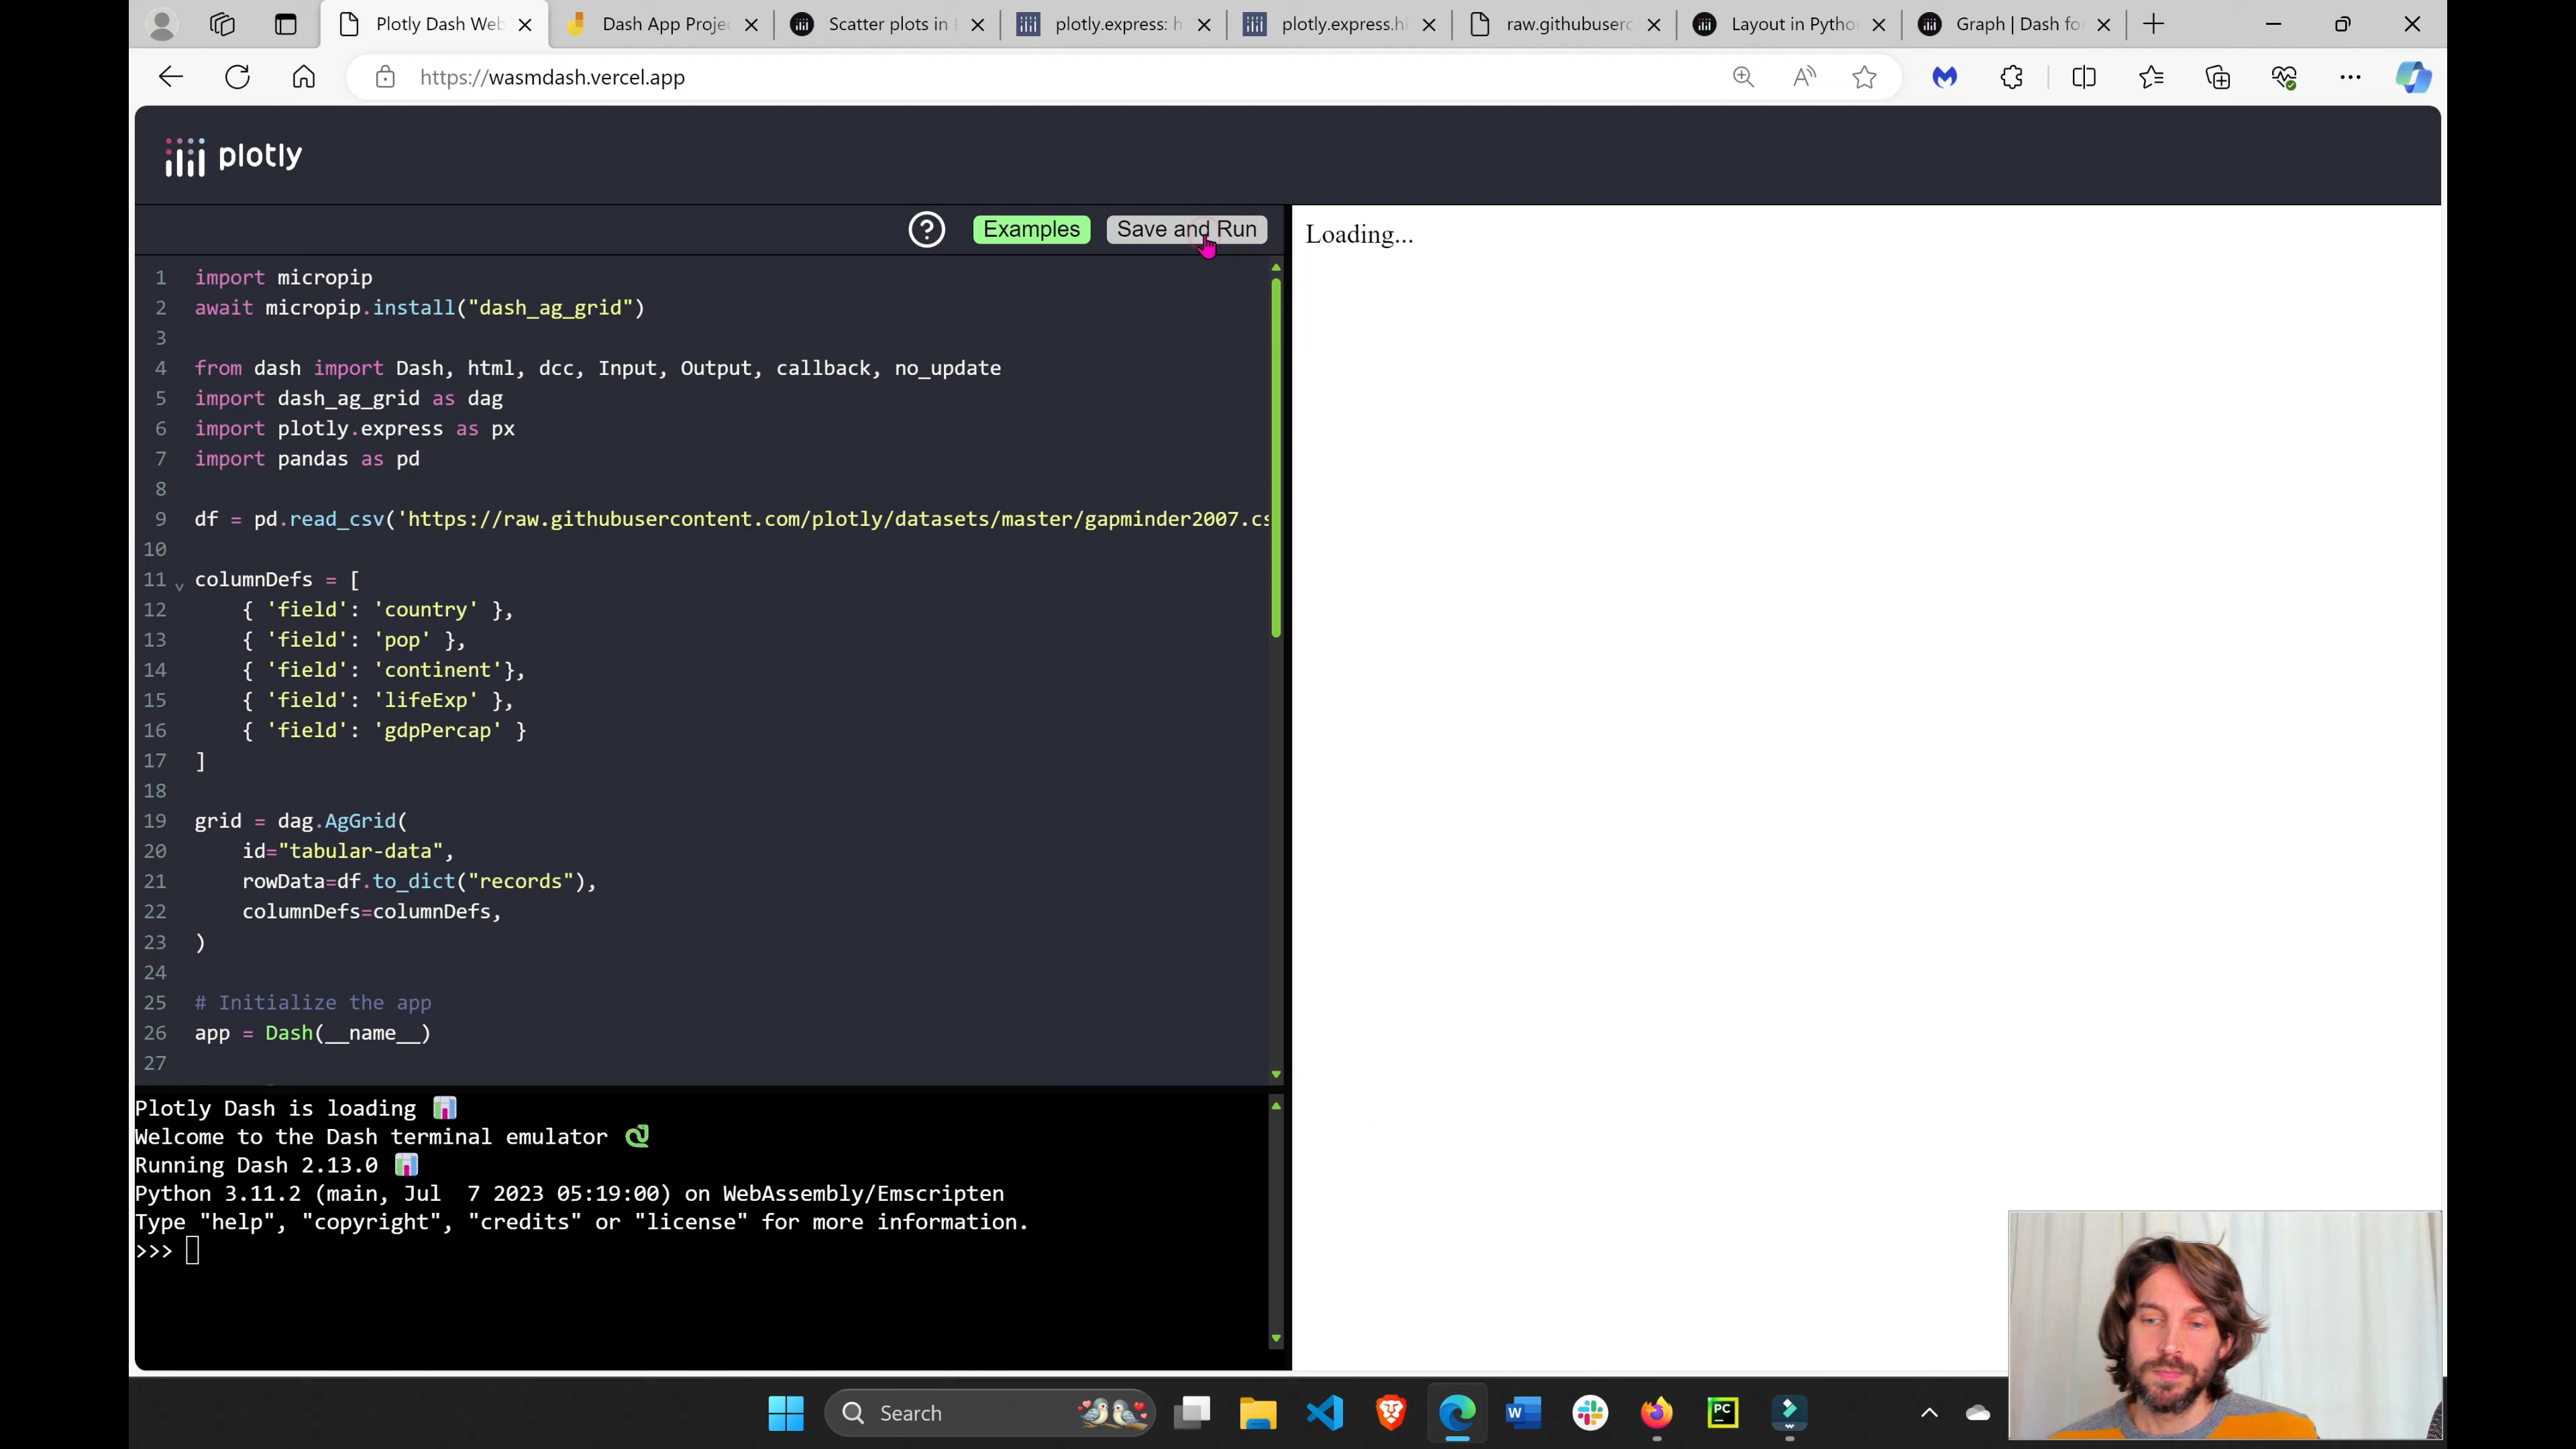 Plotly Dash Web
Dash App Projec
Scatter plots in
plotly.express: h
plotly.express.hi
raw.githubuserc
Layout in Pytho
Graph | Dash fo
https://wasmdash.vercel.app
plotly
Examples
Save and Run
Loading...
1 import micropip
2 await micropip.install("dash_ag_grid")
3
4 from dash import Dash, html, dcc, Input, Output, callback, no_update
5 import dash_ag_grid as dag
6 import plotly.express as px
7 import pandas as pd
8
9 df = pd.read_csv('https://raw.githubusercontent.com/plotly/datasets/master/gapminder2007.cs
10
11 columnDefs = [
12 { 'field': 'country' },
13 { 'field': 'pop' },
14 { 'field': 'continent'},
15 { 'field': 'lifeExp' },
16 { 'field': 'gdpPercap' }
17 ]
18
19 grid = dag.AgGrid(
20 id="tabular-data",
21 rowData=df.to_dict("records"),
22 columnDefs=columnDefs,
23 )
24
25 # Initialize the app
26 app = Dash(__name__)
27
Plotly Dash is loading
Welcome to the Dash terminal emulator
Running Dash 2.13.0
Python 3.11.2 (main, Jul  7 2023 05:19:00) on WebAssembly/Emscripten
Type "help", "copyright", "credits" or "license" for more information.
>>>
Search